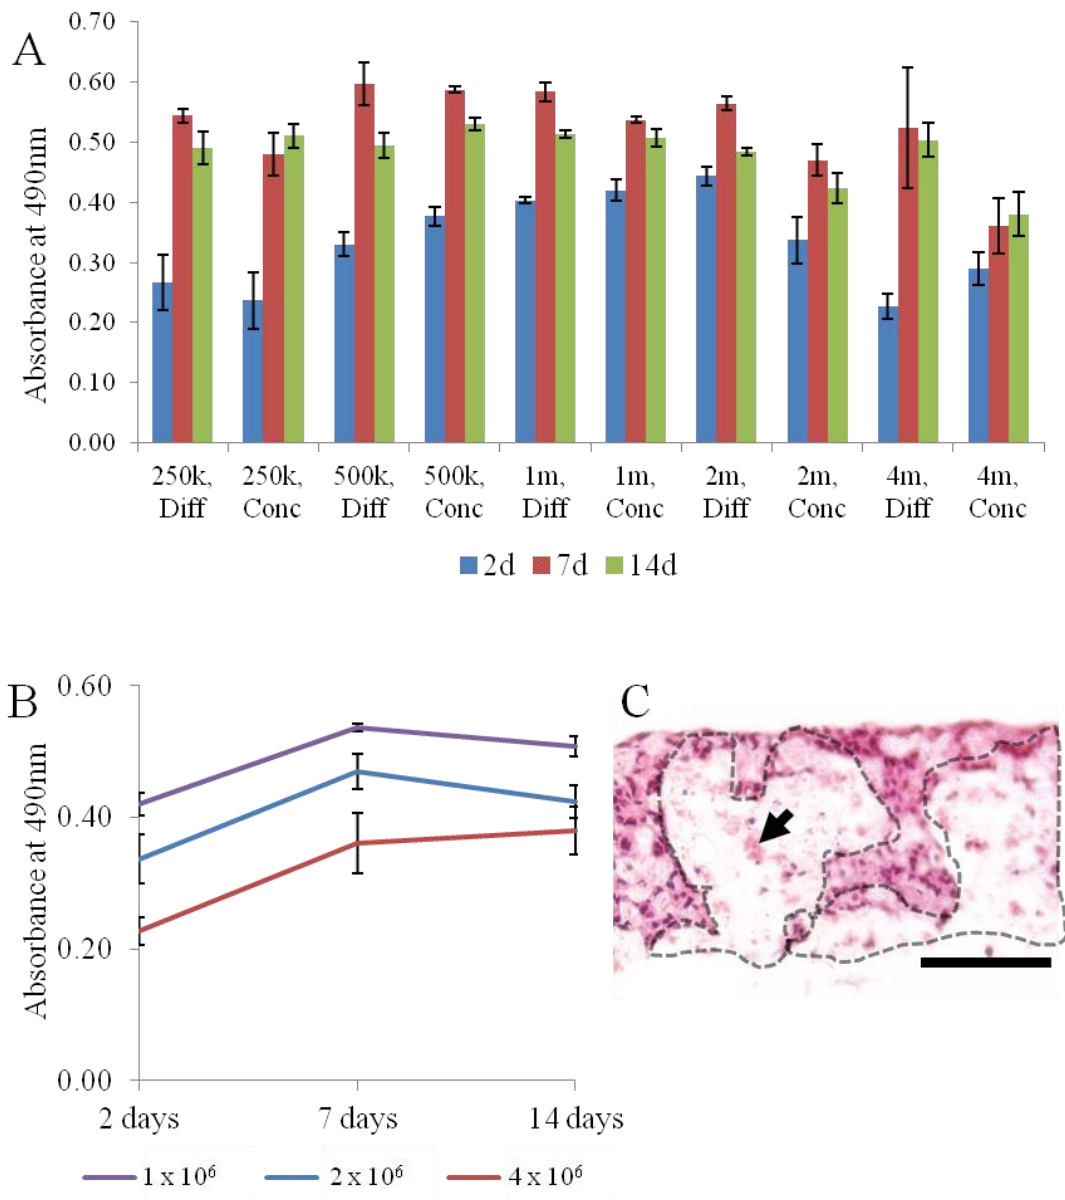 A
Absorbance at 490nm
0.70
0.60
0.50
0.40
0.30
0.20
0.10
0.00
250k, 250k, 500k, 500k, 1m, 1m, 2m, 2m, 4m, 4m,
Diff Conc Diff Conc Diff Conc Diff Conc Diff Conc
2d 7d 14d
B
Absorbance at 490nm
0.60
0.40
0.20
0.00
2 days 7 days 14 days
1 x 10⁶ 2 x 10⁶ 4 x 10⁶
C